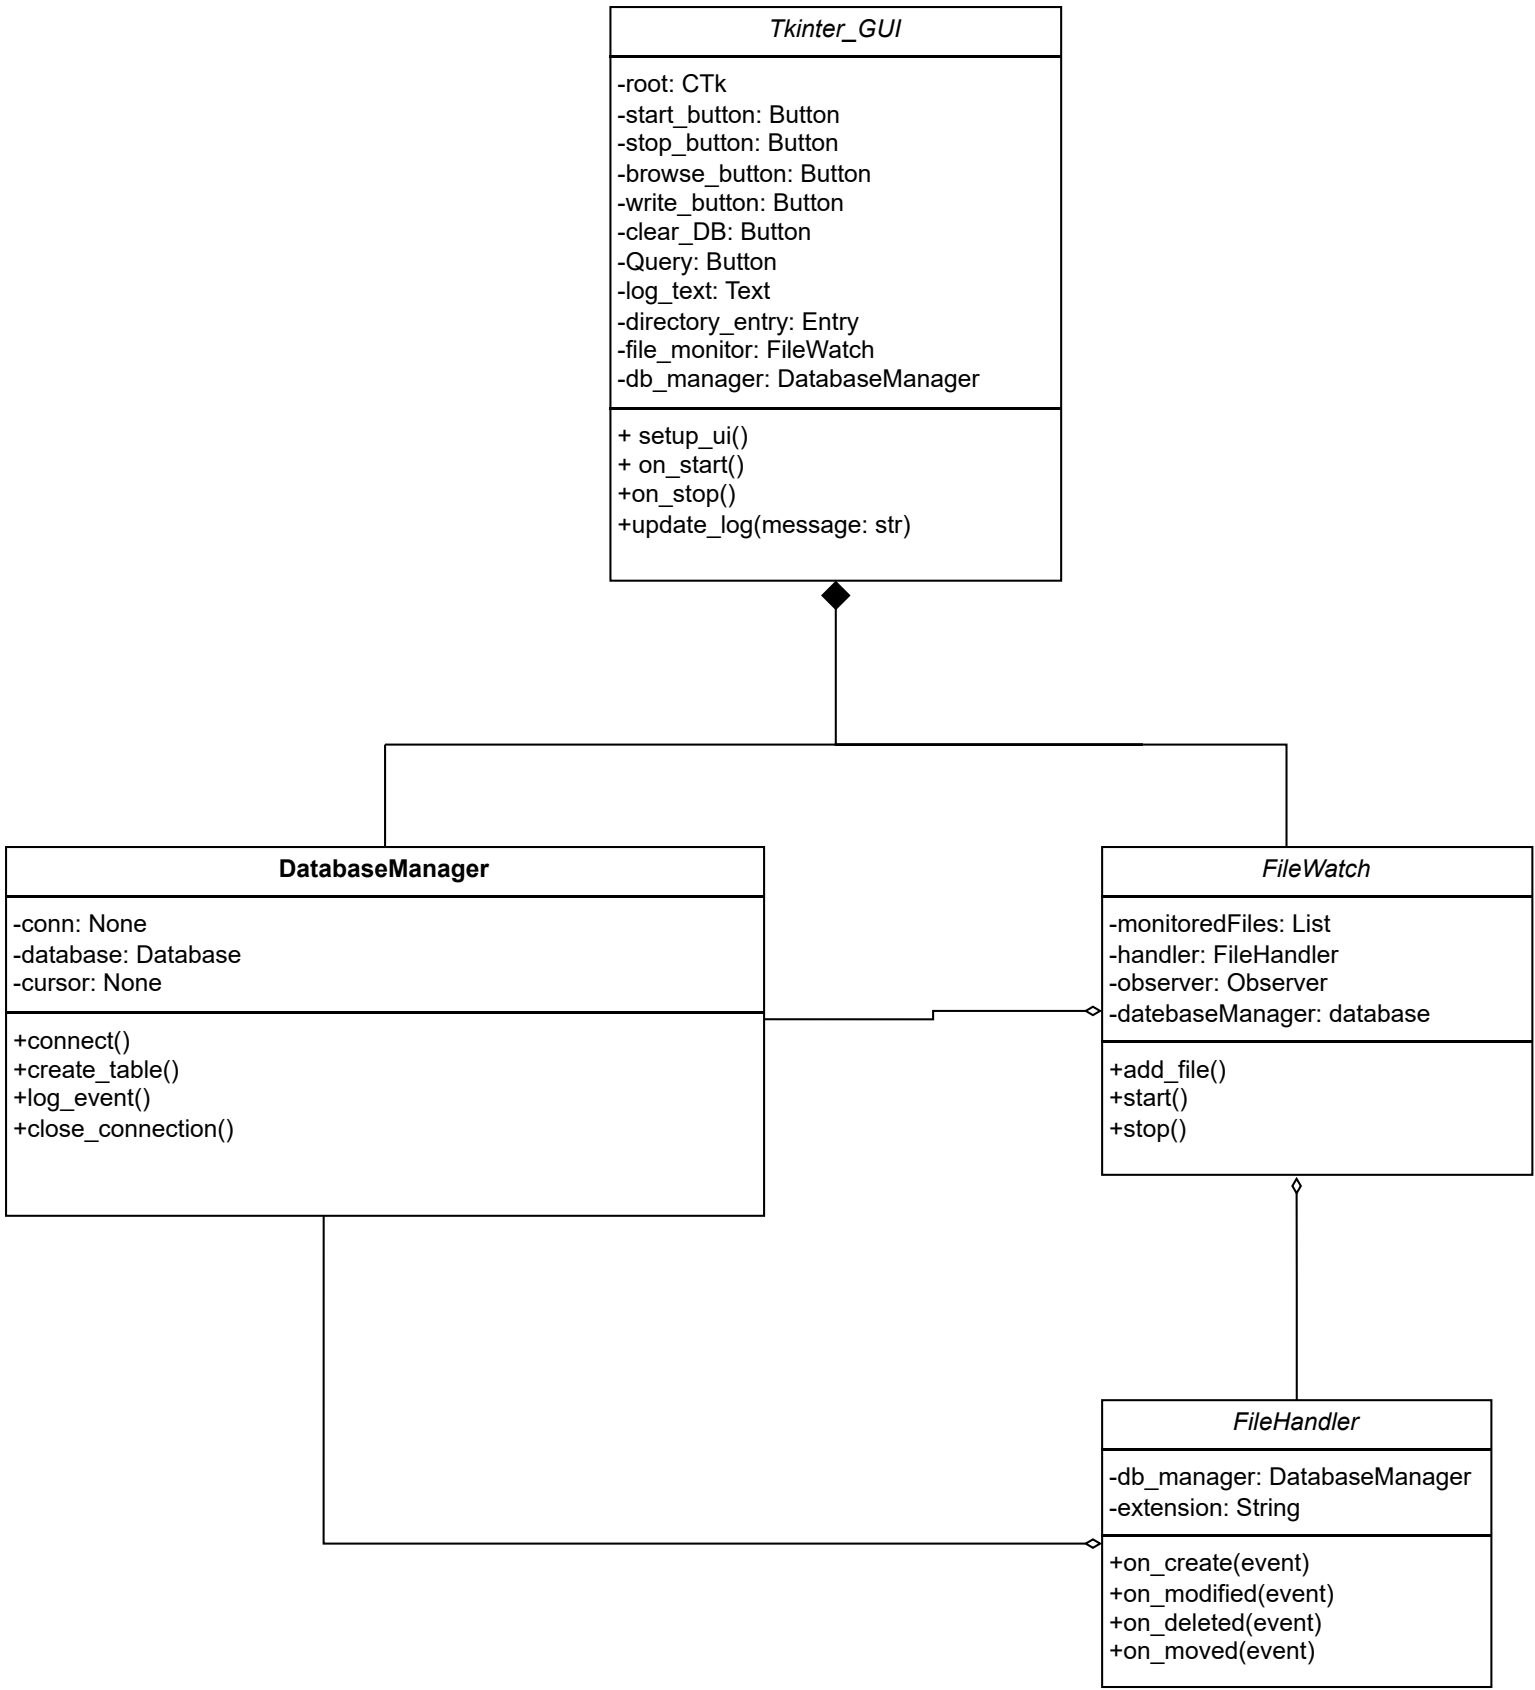 Tkinter_GUI
-root: CTk
-start_button: Button
-stop_button: Button
-browse_button: Button
-write_button: Button
-clear_DB: Button
-Query: Button
-log_text: Text
-directory_entry: Entry
-file_monitor: FileWatch
-db_manager: DatabaseManager
+ setup_ui()
+ on_start()
+on_stop()
+update_log(message: str)
DatabaseManager
-conn: None
-database: Database
-cursor: None
+connect()
+create_table()
+log_event()
+close_connection()
FileWatch
-monitoredFiles: List
-handler: FileHandler
-observer: Observer
-datebaseManager: database
+add_file()
+start()
+stop()
FileHandler
-db_manager: DatabaseManager
-extension: String
+on_create(event)
+on_modified(event)
+on_deleted(event)
+on_moved(event)